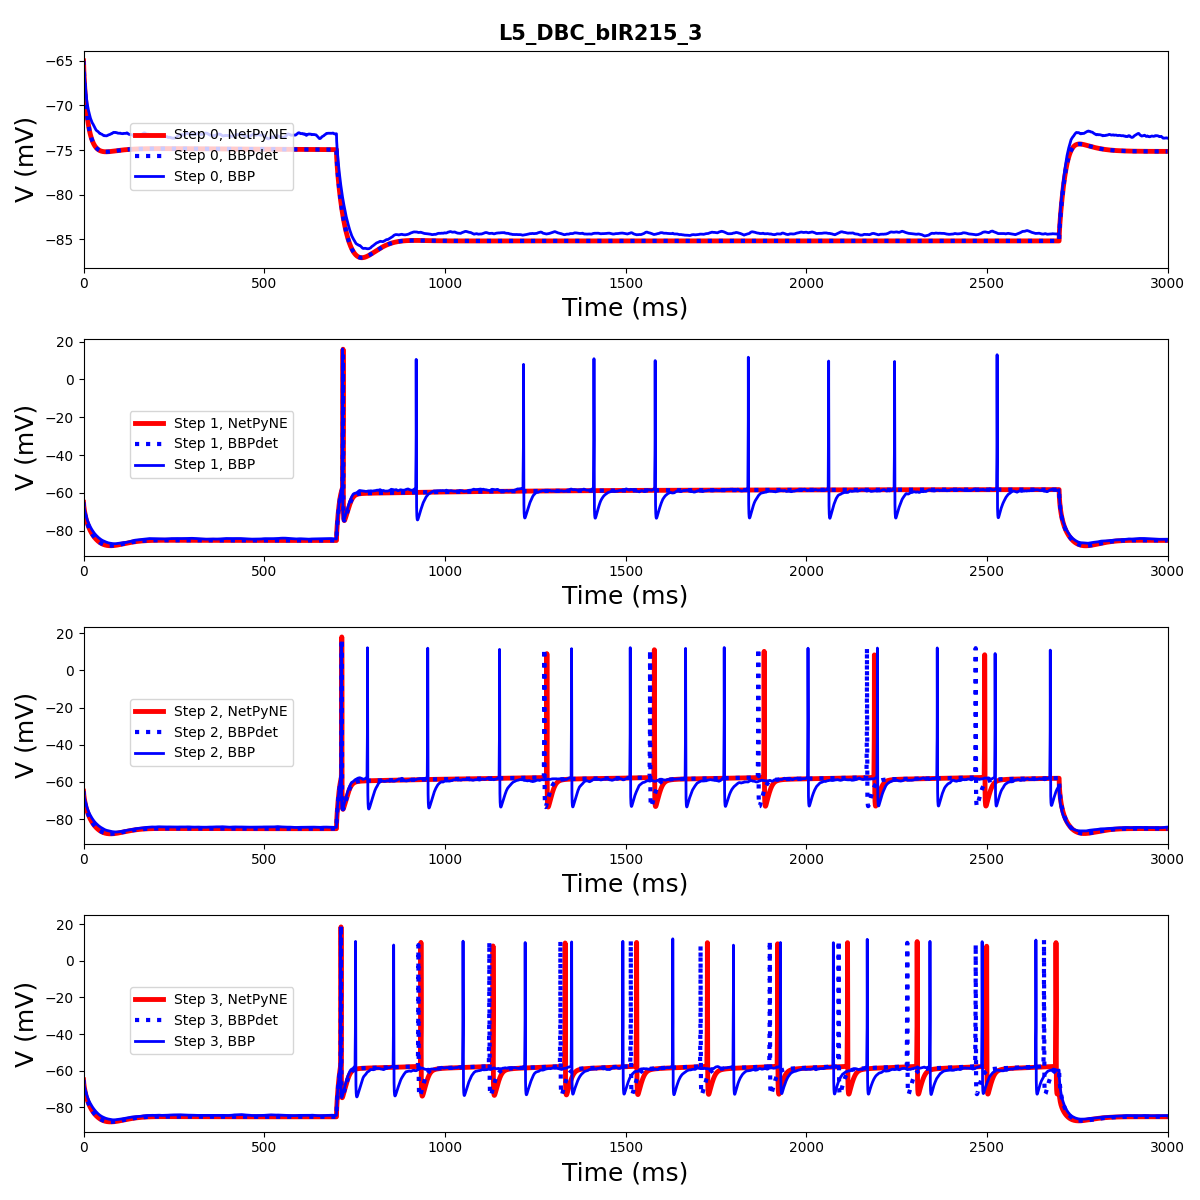 L5_DBC_bIR215_3
−65
−70
−75
−80
−85
V (mV)
Step 0, NetPyNE
Step 0, BBPdet
Step 0, BBP
0 500 1000 1500 2000 2500 3000
Time (ms)
20
0
−20
−40
−60
−80
V (mV)
Step 1, NetPyNE
Step 1, BBPdet
Step 1, BBP
0 500 1000 1500 2000 2500 3000
Time (ms)
20
0
−20
−40
−60
−80
V (mV)
Step 2, NetPyNE
Step 2, BBPdet
Step 2, BBP
0 500 1000 1500 2000 2500 3000
Time (ms)
20
0
−20
−40
−60
−80
V (mV)
Step 3, NetPyNE
Step 3, BBPdet
Step 3, BBP
0 500 1000 1500 2000 2500 3000
Time (ms)